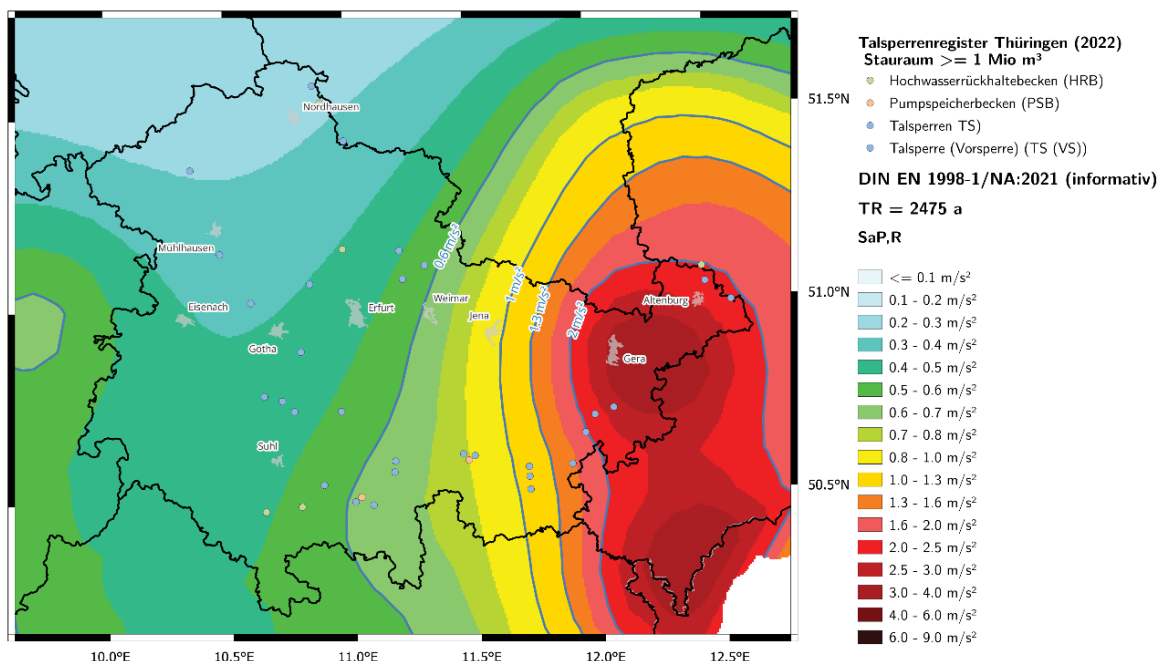 Talsperrenregister Thüringen (2022)
Stauraum >= 1 Mio m³
Hochwasserrückhaltebecken (HRB)
Pumpspeicherbecken (PSB)
Talsperren TS)
Talsperre (Vorsperre) (TS (VS))
DIN EN 1998-1/NA:2021 (informativ)
TR = 2475 a
SaP,R
<= 0.1 m/s²
0.1 - 0.2 m/s²
0.2 - 0.3 m/s²
0.3 - 0.4 m/s²
0.4 - 0.5 m/s²
0.5 - 0.6 m/s²
0.6 - 0.7 m/s²
0.7 - 0.8 m/s²
0.8 - 1.0 m/s²
1.0 - 1.3 m/s²
1.3 - 1.6 m/s²
1.6 - 2.0 m/s²
2.0 - 2.5 m/s²
2.5 - 3.0 m/s²
3.0 - 4.0 m/s²
4.0 - 6.0 m/s²
6.0 - 9.0 m/s²
Nordhausen
Mühlhausen
Eisenach
Gotha
Erfurt
Weimar
Jena
Altenburg
Gera
Suhl
0.6 m/s²
1 m/s²
1.3 m/s²
2 m/s²
51.5°N
51.0°N
50.5°N
10.0°E
10.5°E
11.0°E
11.5°E
12.0°E
12.5°E